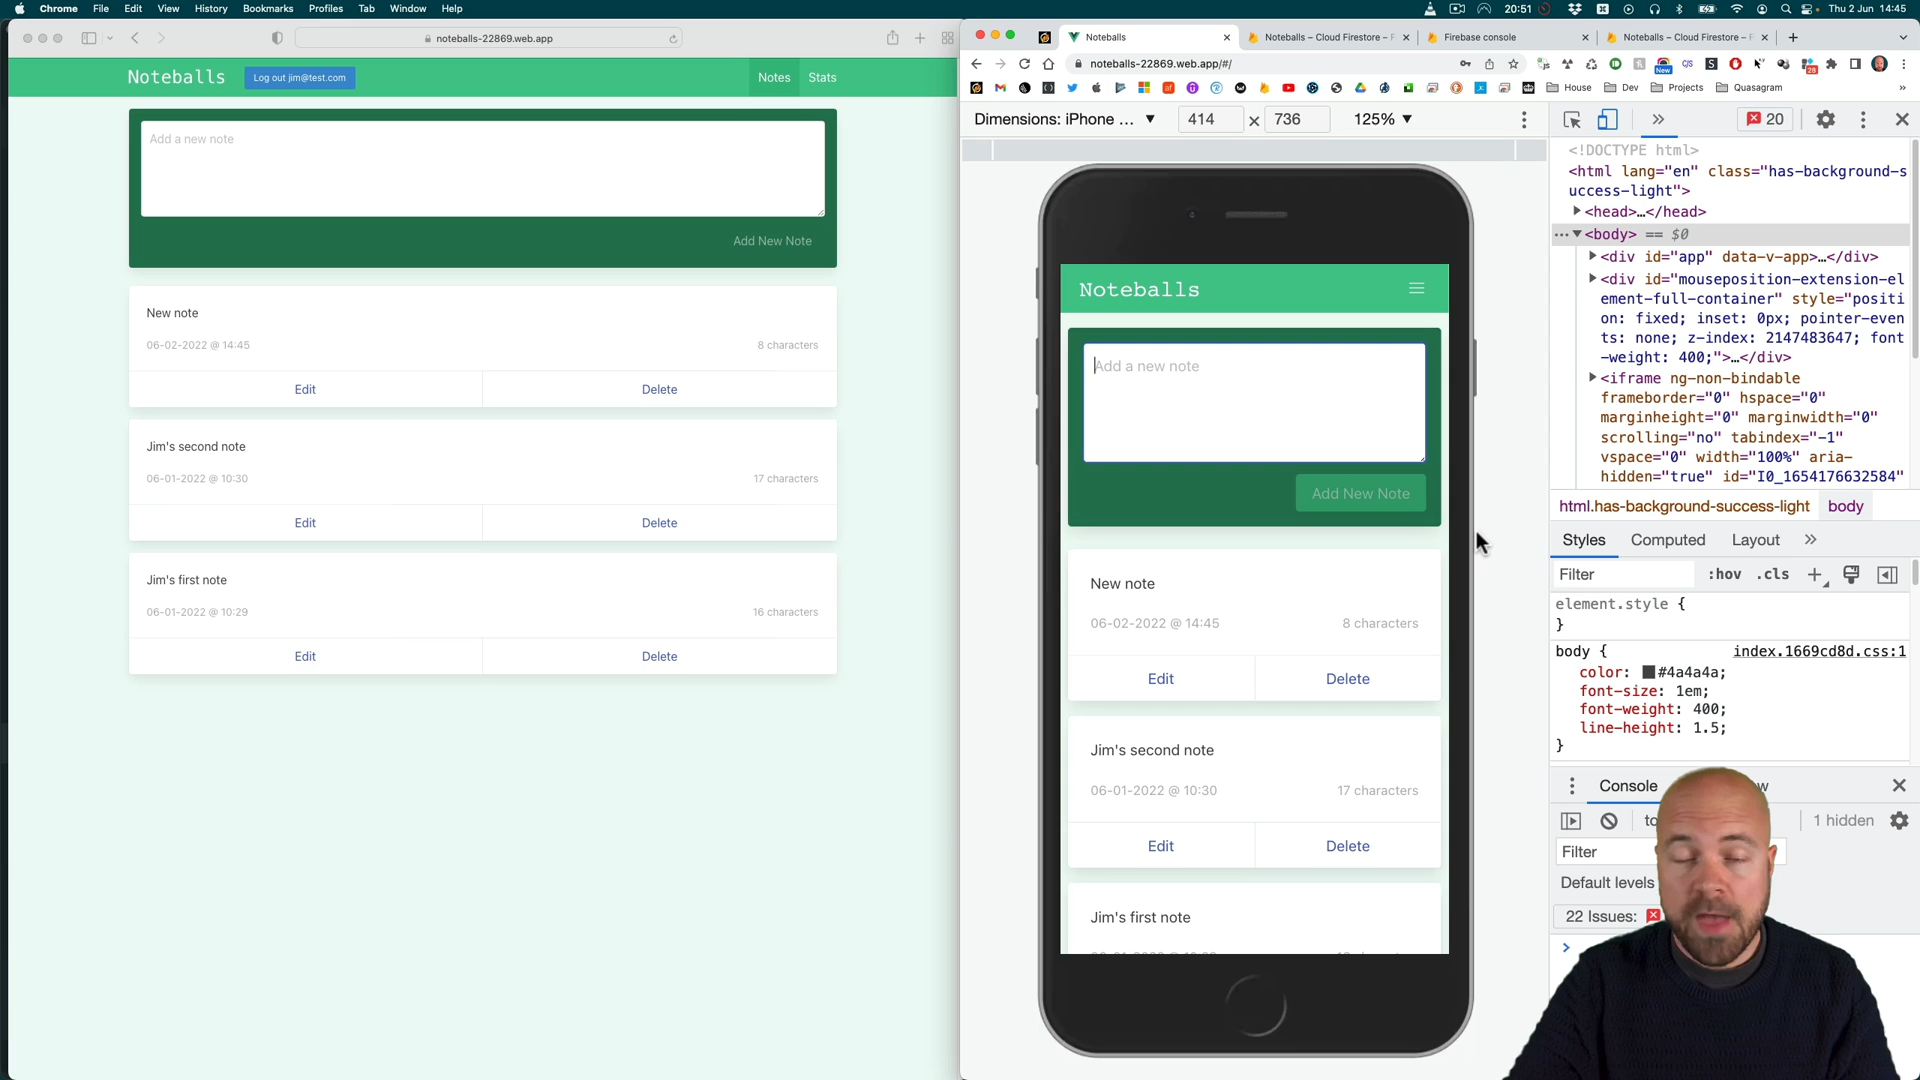 Chrome File Edit View History Bookmarks Profiles Tab Window Help
20:51 Thu 2 Jun 14:45
noteballs-22869.web.app
Noteballs
Log out jim@test.com
Notes
Stats
Add a new note
Add New Note
New note
06-02-2022 @ 14:45
8 characters
Edit
Delete
Jim's second note
06-01-2022 @ 10:30
17 characters
Edit
Delete
Jim's first note
06-01-2022 @ 10:29
16 characters
Edit
Delete
Noteballs
Noteballs – Cloud Firestore –
Firebase console
Noteballs – Cloud Firestore –
noteballs-22869.web.app/#/
New
28
House
Dev
Projects
Quasagram
Dimensions: iPhone ... ▼
414 × 736
125% ▼
20
Noteballs
Add a new note
Add New Note
New note
06-02-2022 @ 14:45
8 characters
Edit
Delete
Jim's second note
06-01-2022 @ 10:30
17 characters
Edit
Delete
Jim's first note
<!DOCTYPE html>
<html lang="en" class="has-background-s
uccess-light">
<head>…</head>
<body> == $0
<div id="app" data-v-app>…</div>
<div id="mouseposition-extension-el
ement-full-container" style="positi
on: fixed; inset: 0px; pointer-even
ts: none; z-index: 2147483647; font
-weight: 400;">…</div>
<iframe ng-non-bindable
frameborder="0" hspace="0"
marginheight="0" marginwidth="0"
scrolling="no" tabindex="-1"
vspace="0" width="100%" aria-
hidden="true" id="I0_1654176632584"
html.has-background-success-light body
Styles Computed Layout
Filter
:hov .cls
element.style {
}
body {
index.1669cd8d.css:1
color: #4a4a4a;
font-size: 1em;
font-weight: 400;
line-height: 1.5;
}
Console
1 hidden
Filter
Default levels
22 Issues: